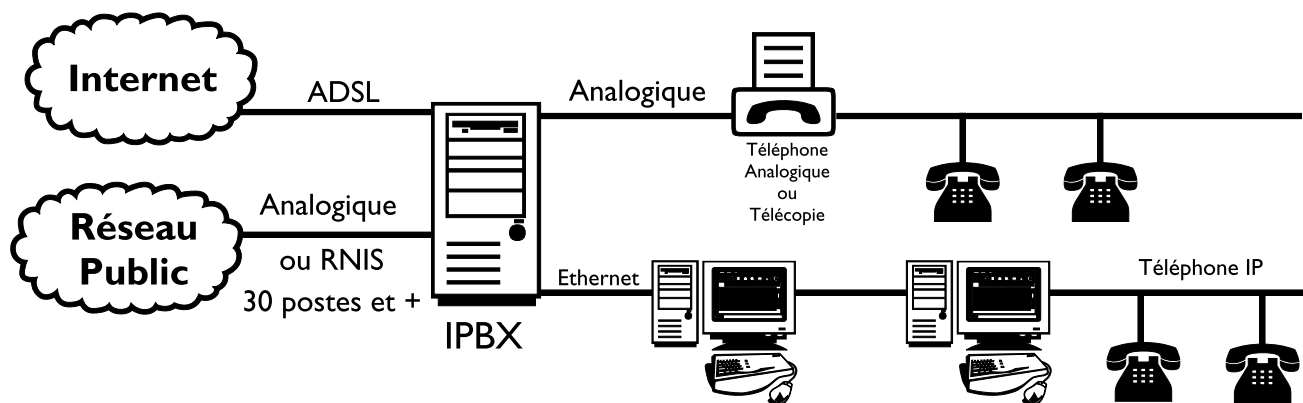 Internet
ADSL
Analogique
Téléphone
Analogique
ou
Télécopie
Réseau
Public
Analogique
ou RNIS
30 postes et +
IPBX
Ethernet
Téléphone IP